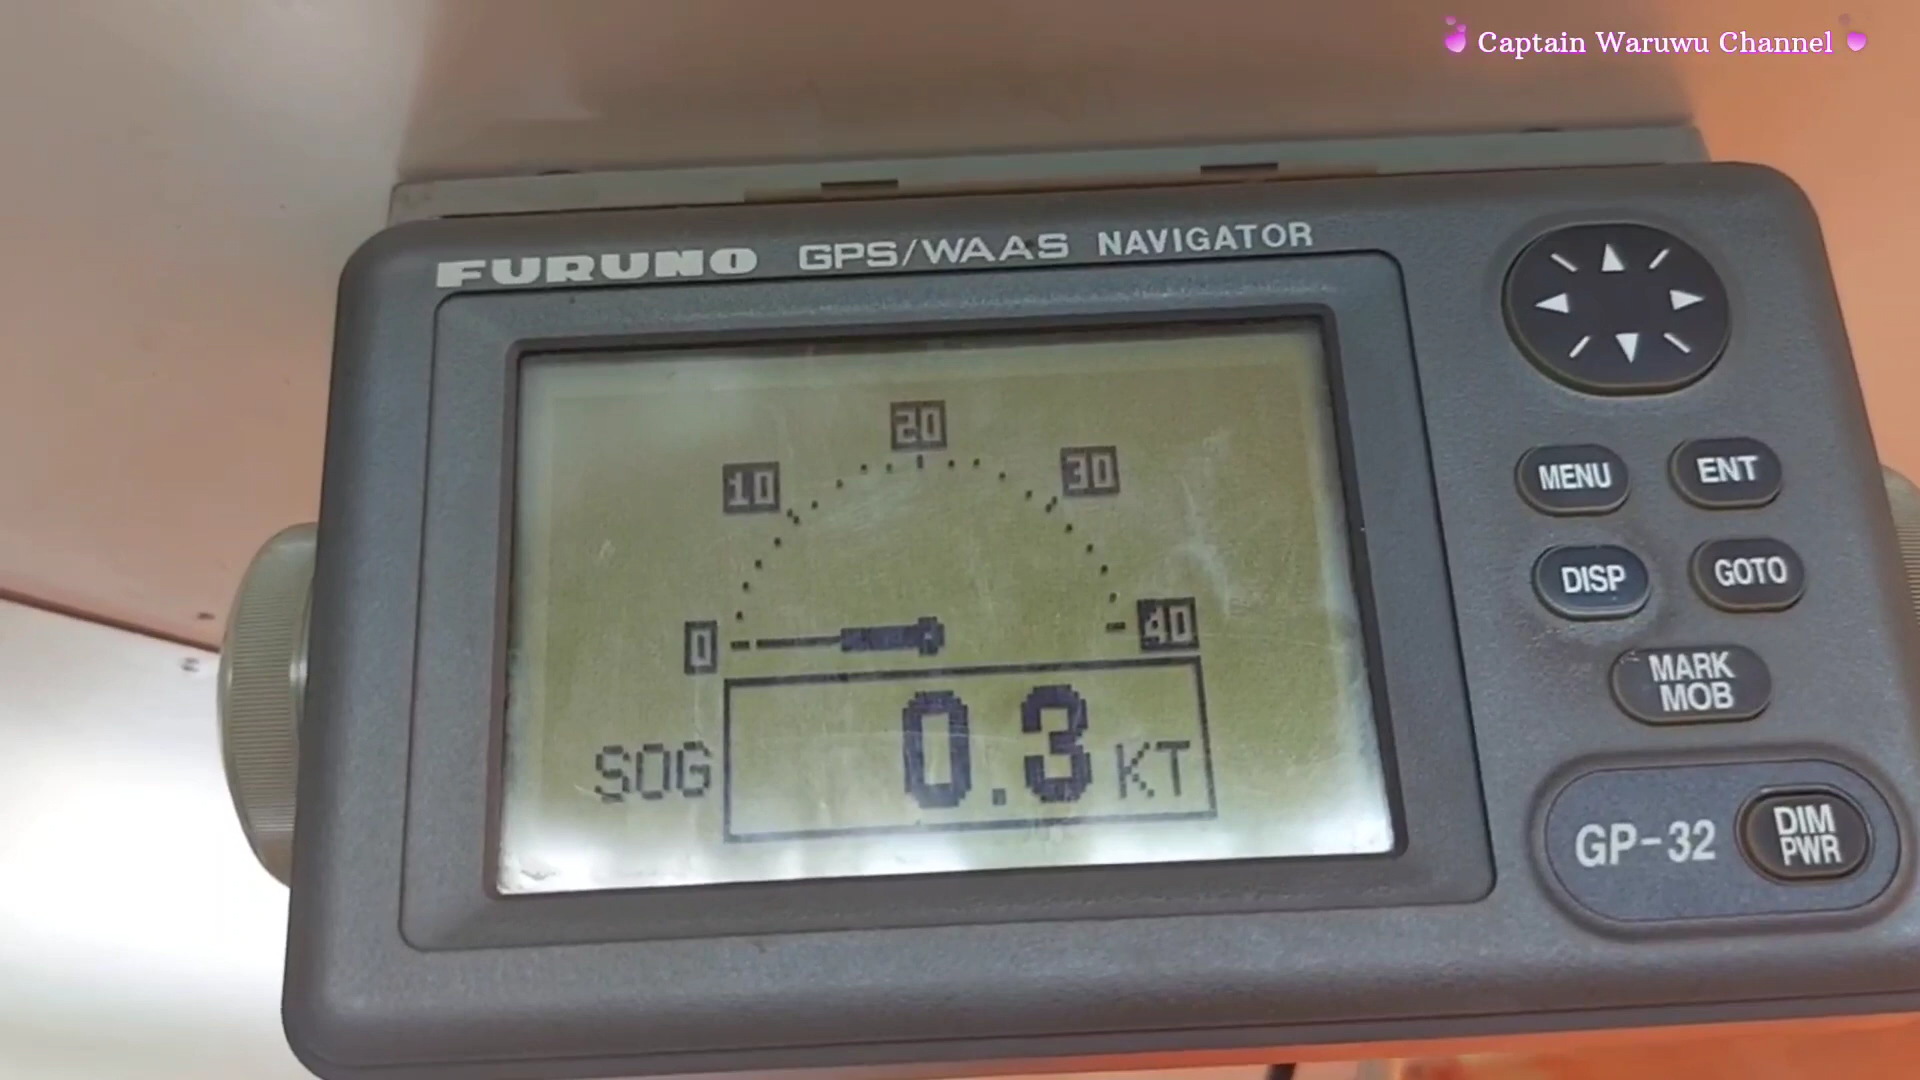 Captain Waruwu Channel
FURUNO GPS/WAAS NAVIGATOR
20
10
30
0
40
SOG 0.3 KT
MENU
ENT
DISP
GOTO
MARK
MOB
GP-32
DIM
PWR